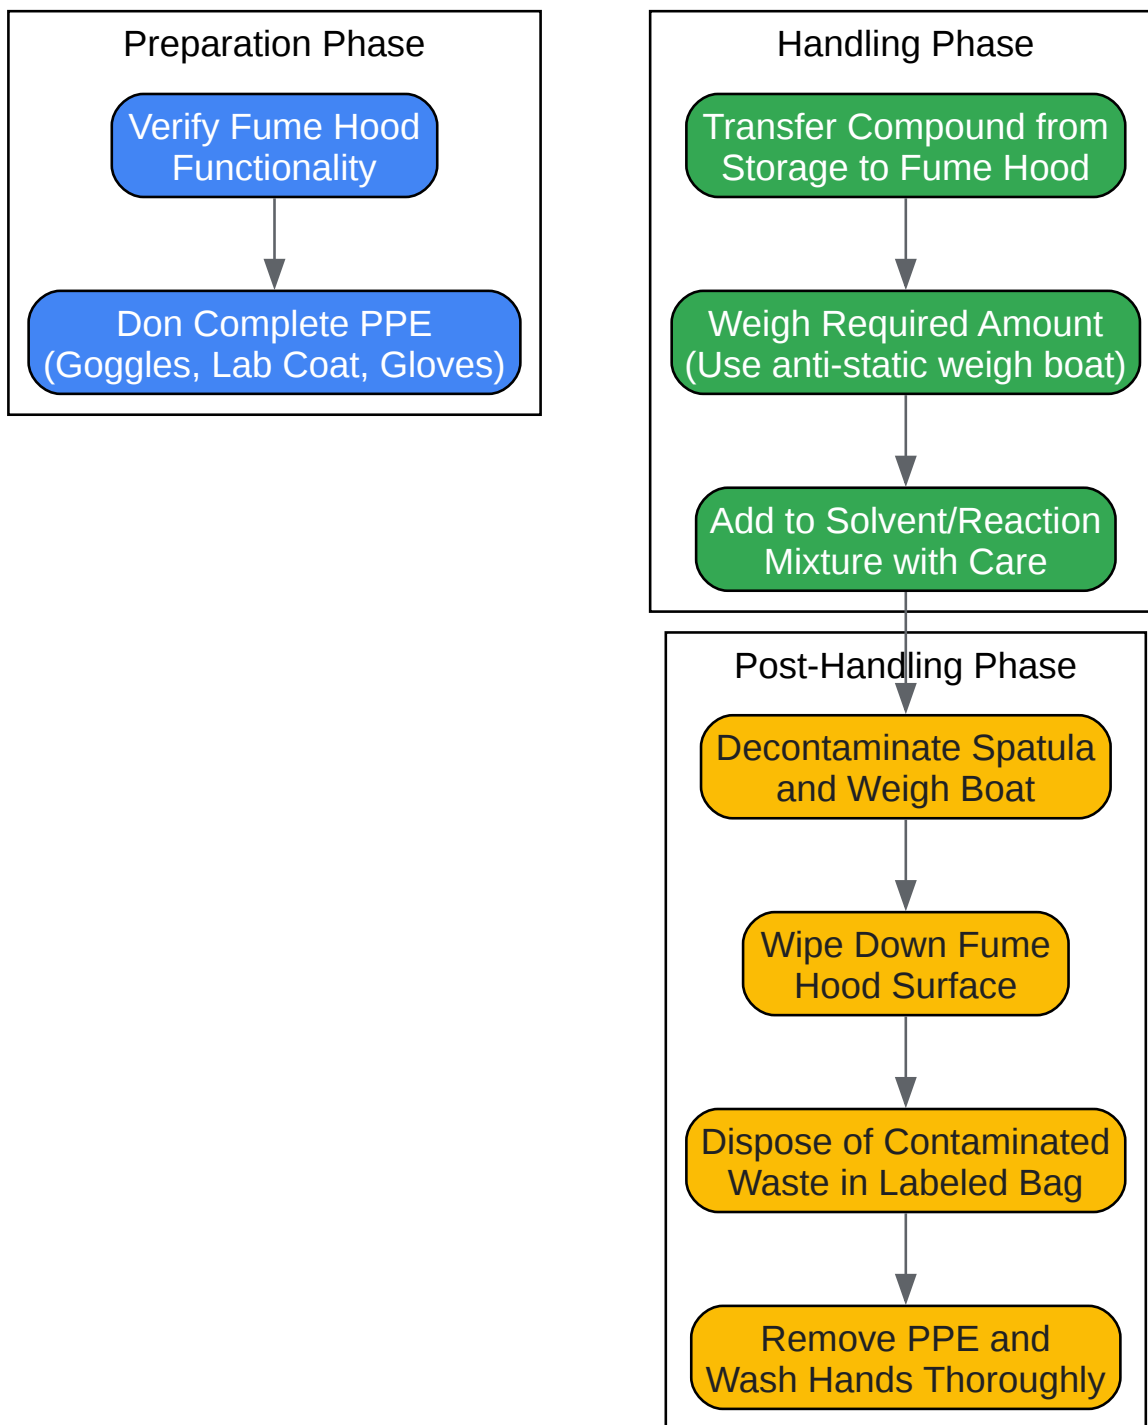 Preparation Phase
Verify Fume Hood
Functionality
Don Complete PPE
(Goggles, Lab Coat, Gloves)
Handling Phase
Transfer Compound from
Storage to Fume Hood
Weigh Required Amount
(Use anti-static weigh boat)
Add to Solvent/Reaction
Mixture with Care
Post-Handling Phase
Decontaminate Spatula
and Weigh Boat
Wipe Down Fume
Hood Surface
Dispose of Contaminated
Waste in Labeled Bag
Remove PPE and
Wash Hands Thoroughly